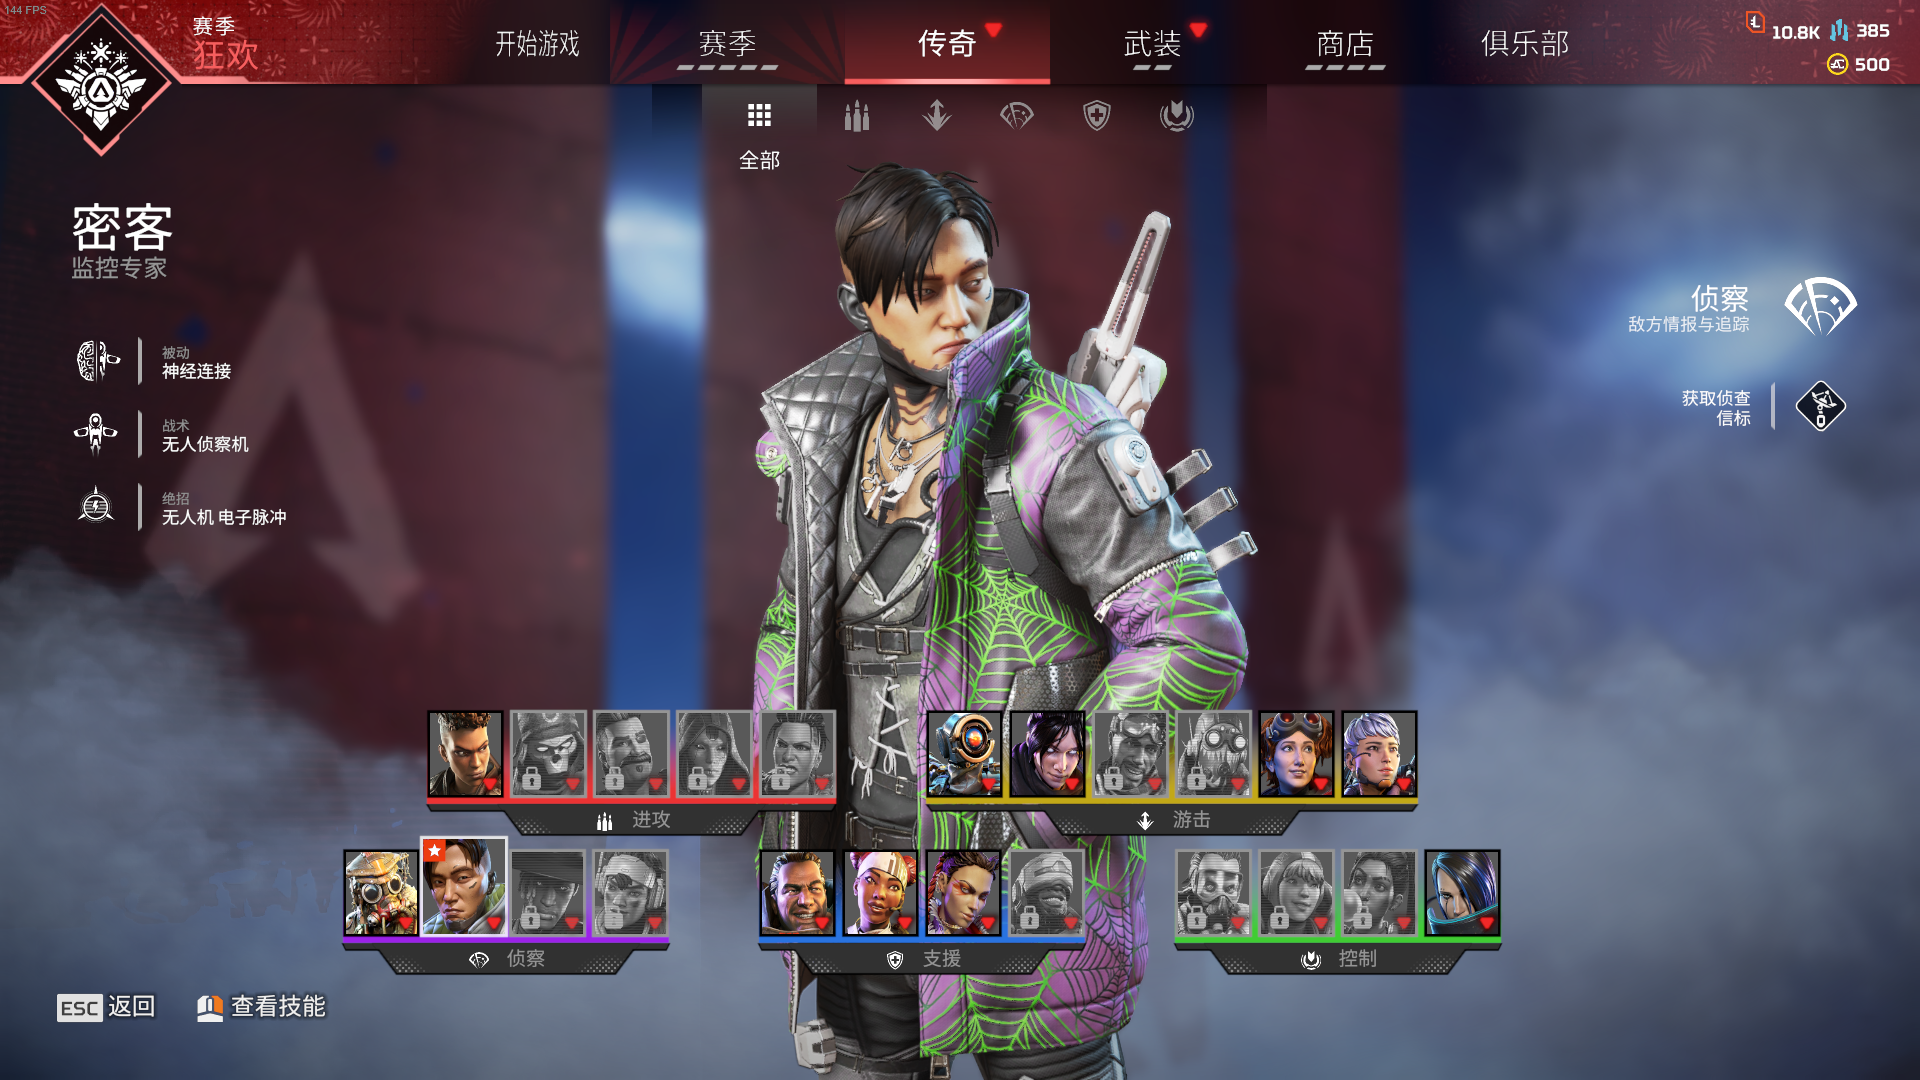 144 FPS
赛季
狂欢
开始游戏
赛季
传奇
武装
商店
俱乐部
10.8K
385
500
全部
密客
监控专家
被动
神经连接
战术
无人侦察机
绝招
无人机 电子脉冲
侦察
敌方情报与追踪
获取侦查
信标
进攻
游击
侦察
支援
控制
ESC 返回
查看技能